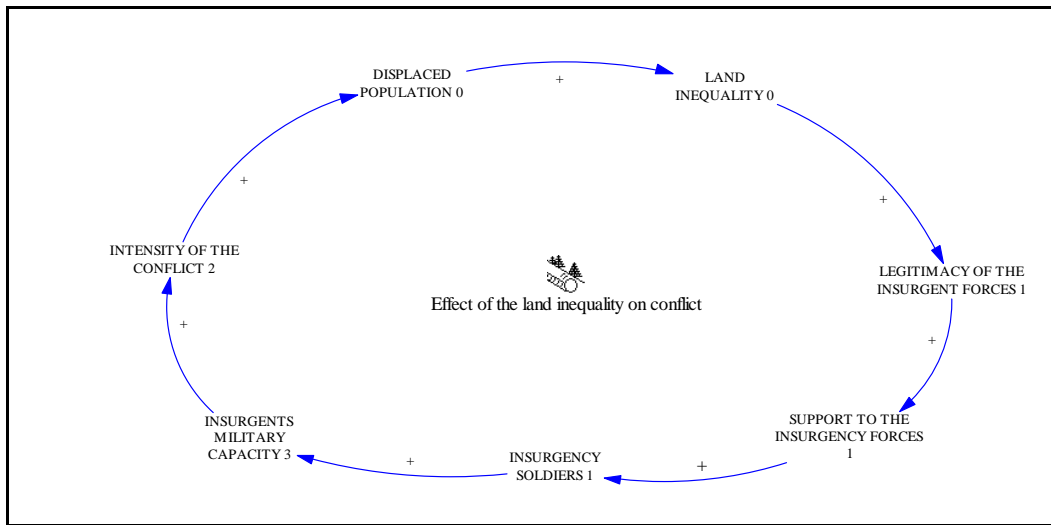 DISPLACED
POPULATION 0
+
LAND
INEQUALITY 0
+
LEGITIMACY OF THE
INSURGENT FORCES 1
+
SUPPORT TO THE
INSURGENCY FORCES
1
+
INSURGENCY
SOLDIERS 1
+
INSURGENTS
MILITARY
CAPACITY 3
+
INTENSITY OF THE
CONFLICT 2
+
Effect of the land inequality on conflict